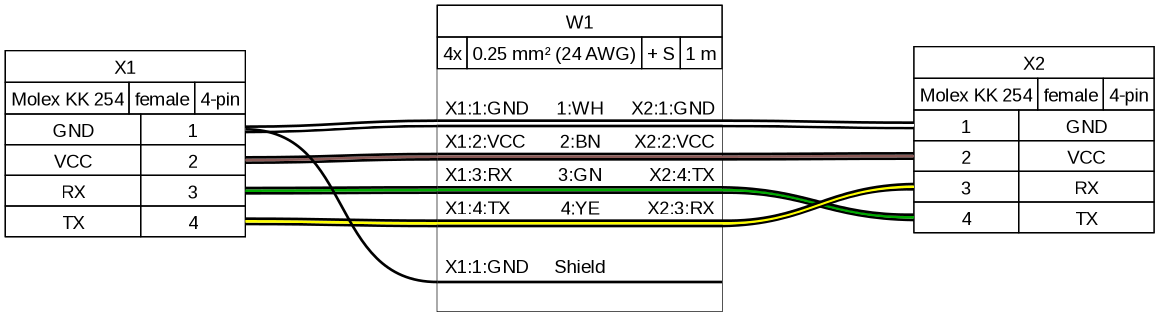 X1
Molex KK 254 female 4-pin
GND 1
VCC 2
RX 3
TX 4
W1
4x 0.25 mm² (24 AWG) + S 1 m
X1:1:GND 1:WH X2:1:GND
X1:2:VCC 2:BN X2:2:VCC
X1:3:RX 3:GN X2:4:TX
X1:4:TX 4:YE X2:3:RX
X1:1:GND Shield
X2
Molex KK 254 female 4-pin
1 GND
2 VCC
3 RX
4 TX